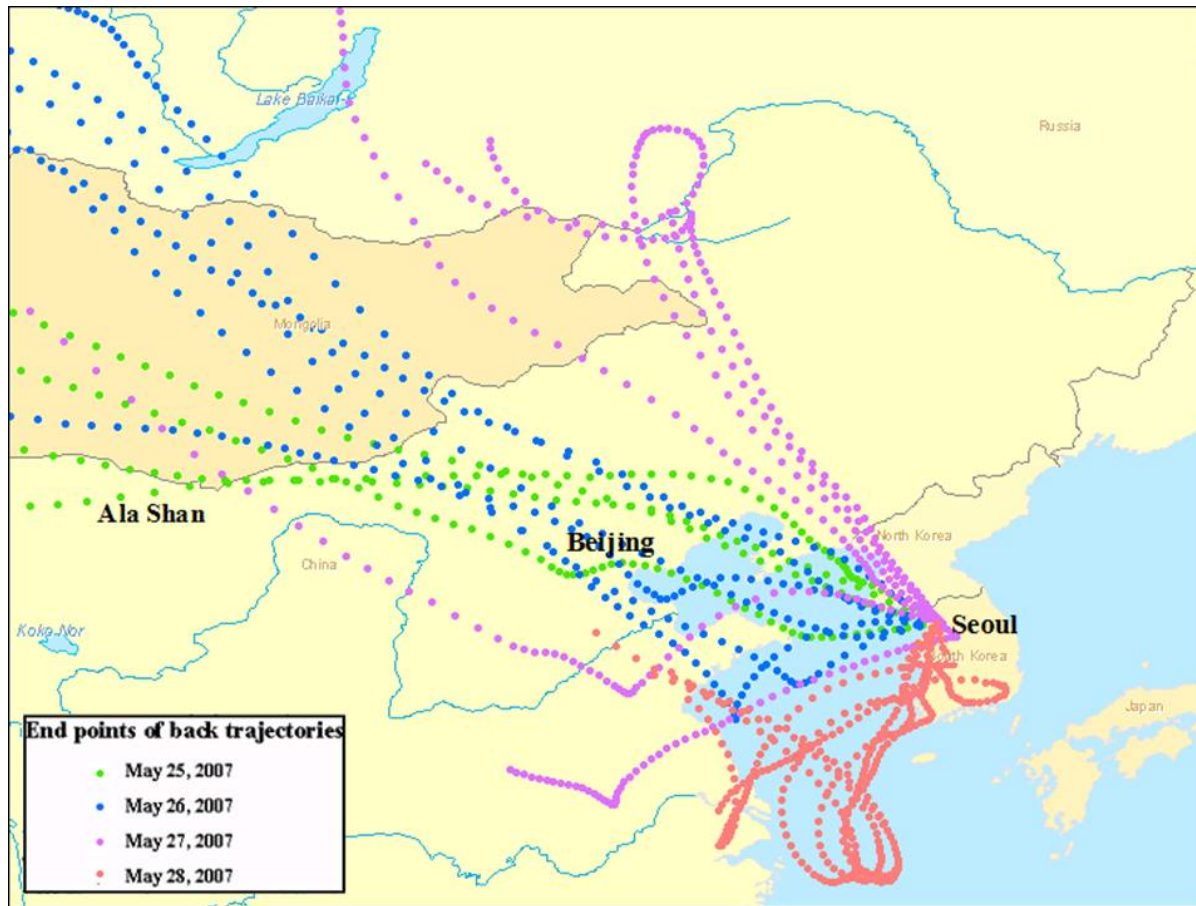 Lake Baikal
Russia
Mongolia
Ala Shan
Beijing
North Korea
China
Seoul
Koko Nor
South Korea
Japan
End points of back trajectories
May 25, 2007
May 26, 2007
May 27, 2007
May 28, 2007